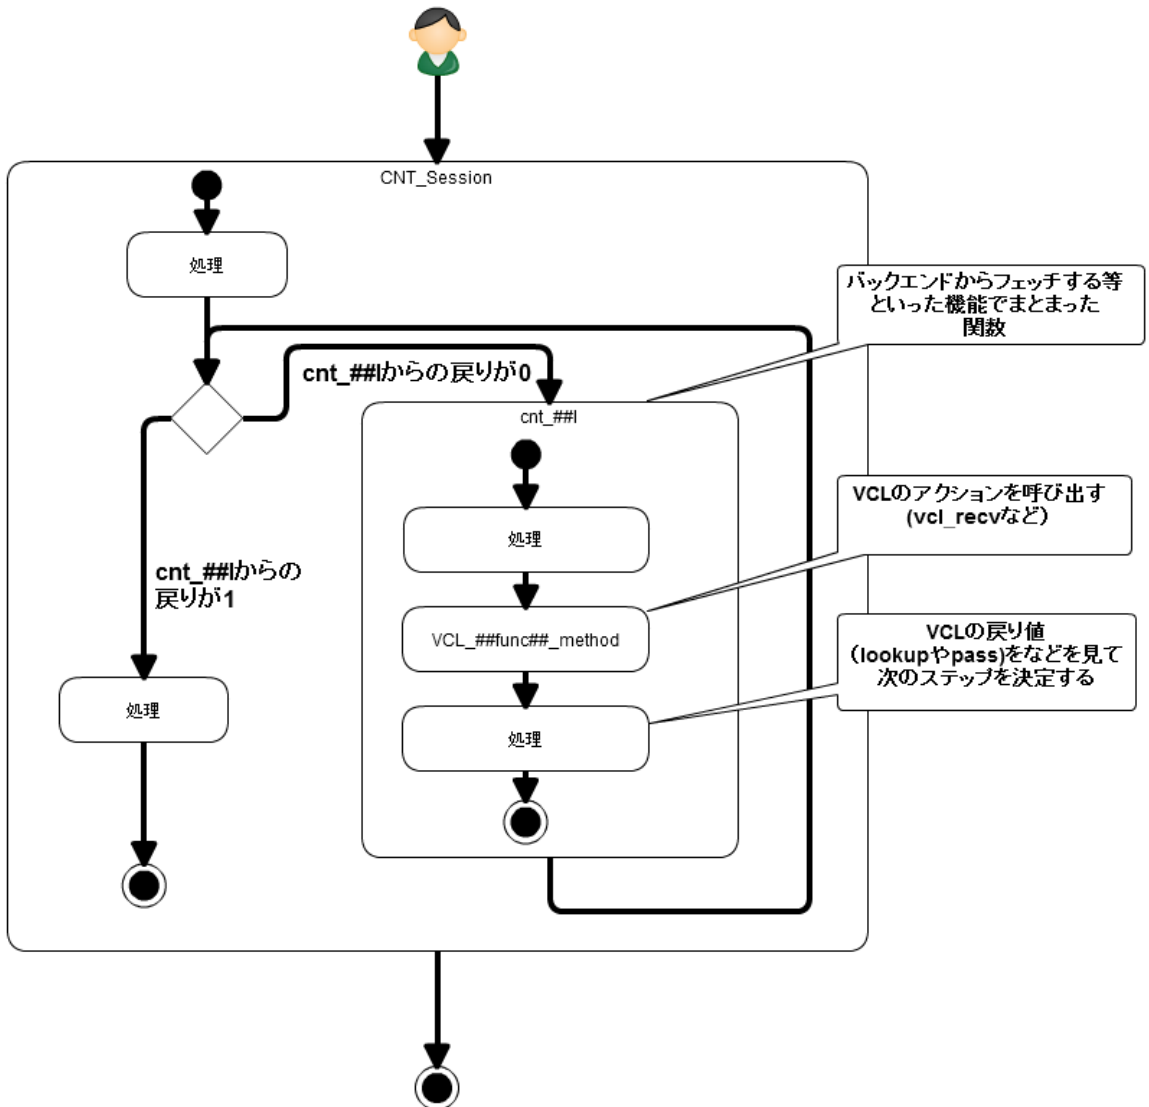 CNT_Session
処理
バックエンドからフェッチする等
といった機能でまとまった
関数
cnt_##lからの戻りが0
cnt_##l
処理
VCLのアクションを呼び出す
(vcl_recvなど)
cnt_##lからの
戻りが1
VCL_##func##_method
VCLの戻り値
(lookupやpass)をなどを見て
次のステップを決定する
処理
処理